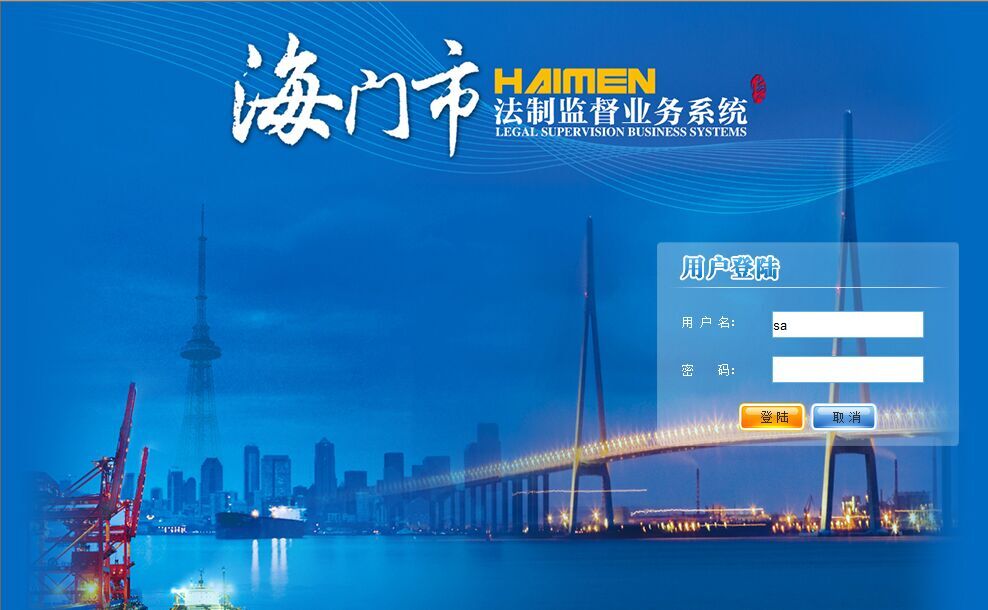 海门市
HAIMEN
法制监督业务系统
LEGAL SUPERVISION BUSINESS SYSTEMS
用户登陆
用 户 名:
sa
密 码:
登 陆
取 消